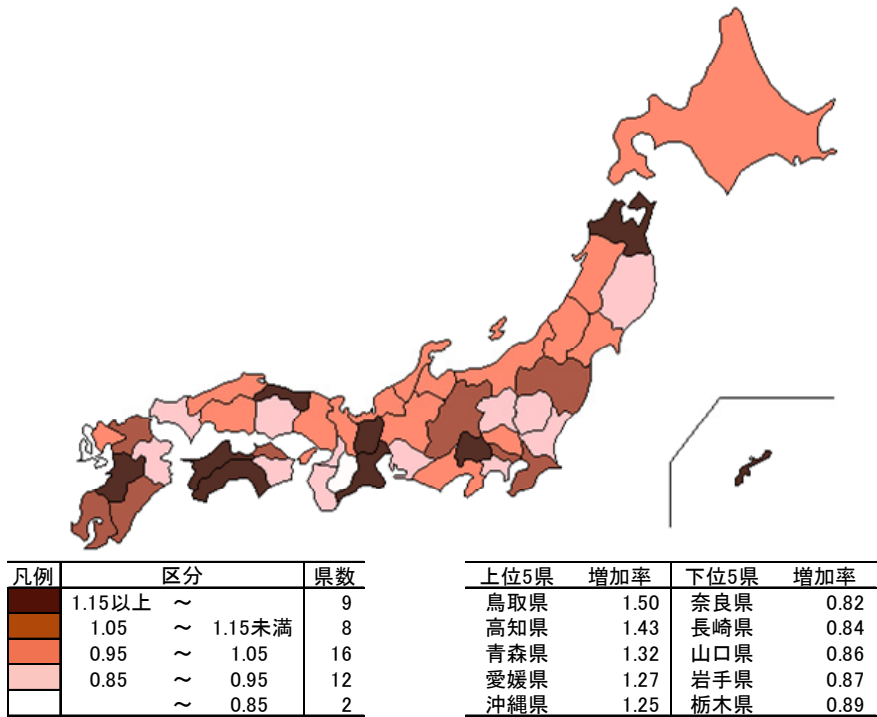 凡例 区分 県数
1.15以上 ～ 9
1.05 ～ 1.15未満 8
0.95 ～ 1.05 16
0.85 ～ 0.95 12
～ 0.85 2
上位5県 増加率 下位5県 増加率
鳥取県 1.50 奈良県 0.82
高知県 1.43 長崎県 0.84
青森県 1.32 山口県 0.86
愛媛県 1.27 岩手県 0.87
沖縄県 1.25 栃木県 0.89